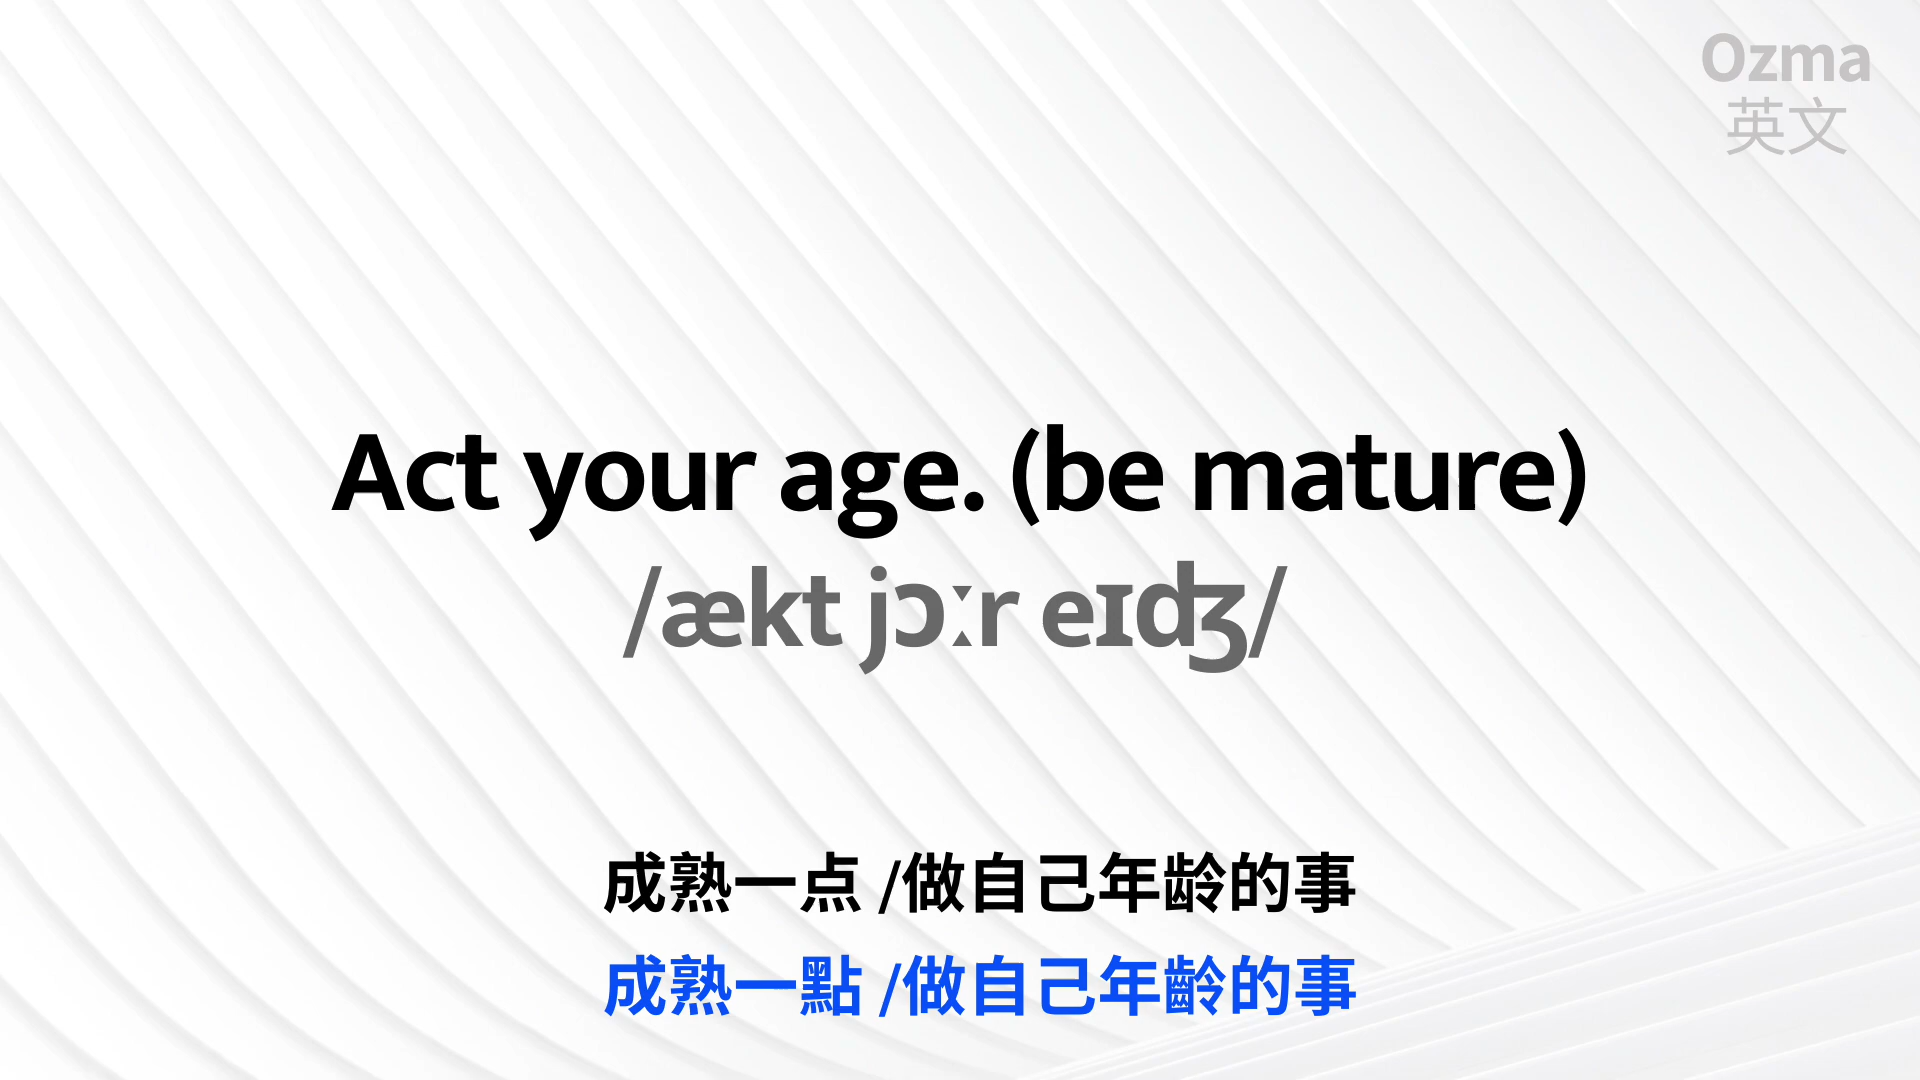 Ozma
英文
Act your age. (be mature)
/ækt jɔːr eɪʤ/
成熟一点 /做自己年龄的事
成熟一點 /做自己年齡的事